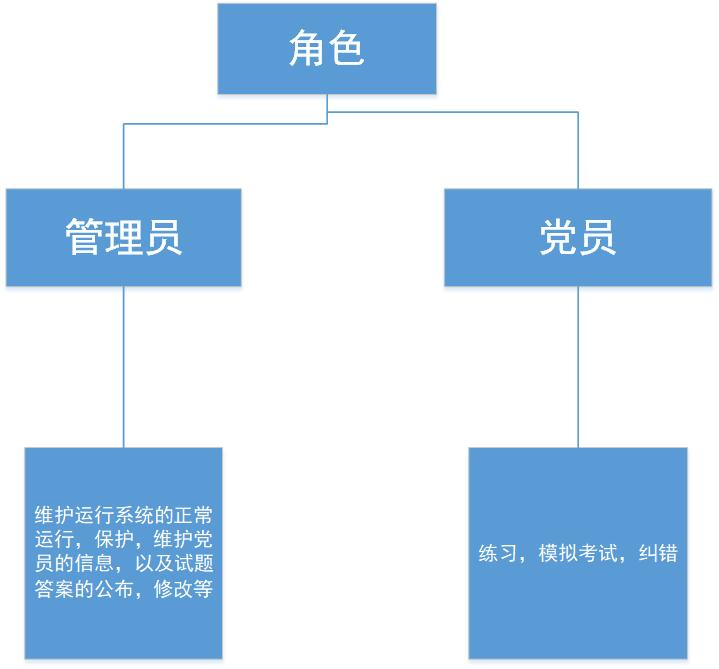 角色
管理员
党员
维护运行系统的正常
运行，保护，维护党
员的信息，以及试题
答案的公布，修改等
练习，模拟考试，纠错